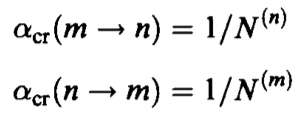 α_cr(m → n) = 1/N^(n)
α_cr(n → m) = 1/N^(m)